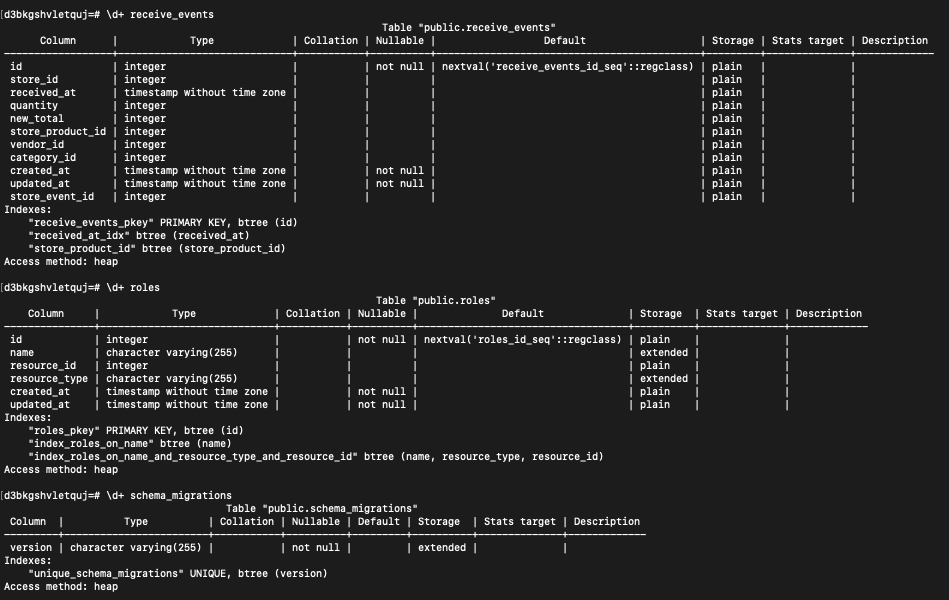 [d3bkgshvletquj=# \d+ receive_events
                                                              Table "public.receive_events"
      Column      |            Type             | Collation | Nullable |                  Default                   | Storage | Stats target | Description
------------------+-----------------------------+-----------+----------+--------------------------------------------+---------+--------------+-------------
 id               | integer                     |           | not null | nextval('receive_events_id_seq'::regclass) | plain   |              |
 store_id         | integer                     |           |          |                                            | plain   |              |
 received_at      | timestamp without time zone |           |          |                                            | plain   |              |
 quantity         | integer                     |           |          |                                            | plain   |              |
 new_total        | integer                     |           |          |                                            | plain   |              |
 store_product_id | integer                     |           |          |                                            | plain   |              |
 vendor_id        | integer                     |           |          |                                            | plain   |              |
 category_id      | integer                     |           |          |                                            | plain   |              |
 created_at       | timestamp without time zone |           | not null |                                            | plain   |              |
 updated_at       | timestamp without time zone |           | not null |                                            | plain   |              |
 store_event_id   | integer                     |           |          |                                            | plain   |              |
Indexes:
    "receive_events_pkey" PRIMARY KEY, btree (id)
    "received_at_idx" btree (received_at)
    "store_product_id" btree (store_product_id)
Access method: heap
[d3bkgshvletquj=# \d+ roles
                                                             Table "public.roles"
    Column     |            Type             | Collation | Nullable |              Default              | Storage  | Stats target | Description
---------------+-----------------------------+-----------+----------+-----------------------------------+----------+--------------+-------------
 id            | integer                     |           | not null | nextval('roles_id_seq'::regclass) | plain    |              |
 name          | character varying(255)      |           |          |                                   | extended |              |
 resource_id   | integer                     |           |          |                                   | plain    |              |
 resource_type | character varying(255)      |           |          |                                   | extended |              |
 created_at    | timestamp without time zone |           | not null |                                   | plain    |              |
 updated_at    | timestamp without time zone |           | not null |                                   | plain    |              |
Indexes:
    "roles_pkey" PRIMARY KEY, btree (id)
    "index_roles_on_name" btree (name)
    "index_roles_on_name_and_resource_type_and_resource_id" btree (name, resource_type, resource_id)
Access method: heap
[d3bkgshvletquj=# \d+ schema_migrations
                                    Table "public.schema_migrations"
 Column  |          Type          | Collation | Nullable | Default | Storage  | Stats target | Description
---------+------------------------+-----------+----------+---------+----------+--------------+-------------
 version | character varying(255) |           | not null |         | extended |              |
Indexes:
    "unique_schema_migrations" UNIQUE, btree (version)
Access method: heap